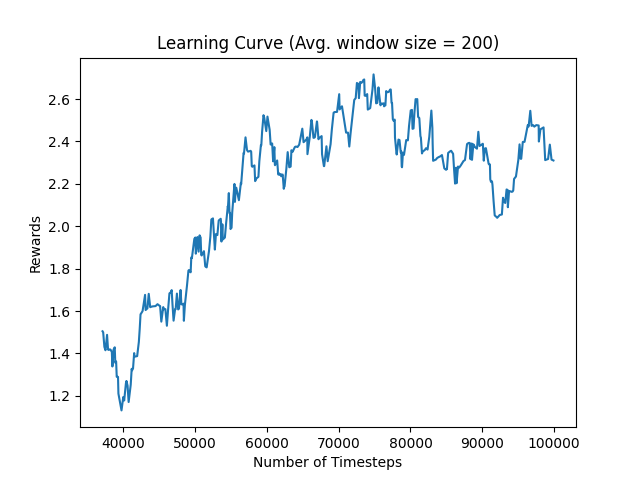 Learning Curve (Avg. window size = 200)
Rewards
2.6
2.4
2.2
2.0
1.8
1.6
1.4
1.2
40000 50000 60000 70000 80000 90000 100000
Number of Timesteps